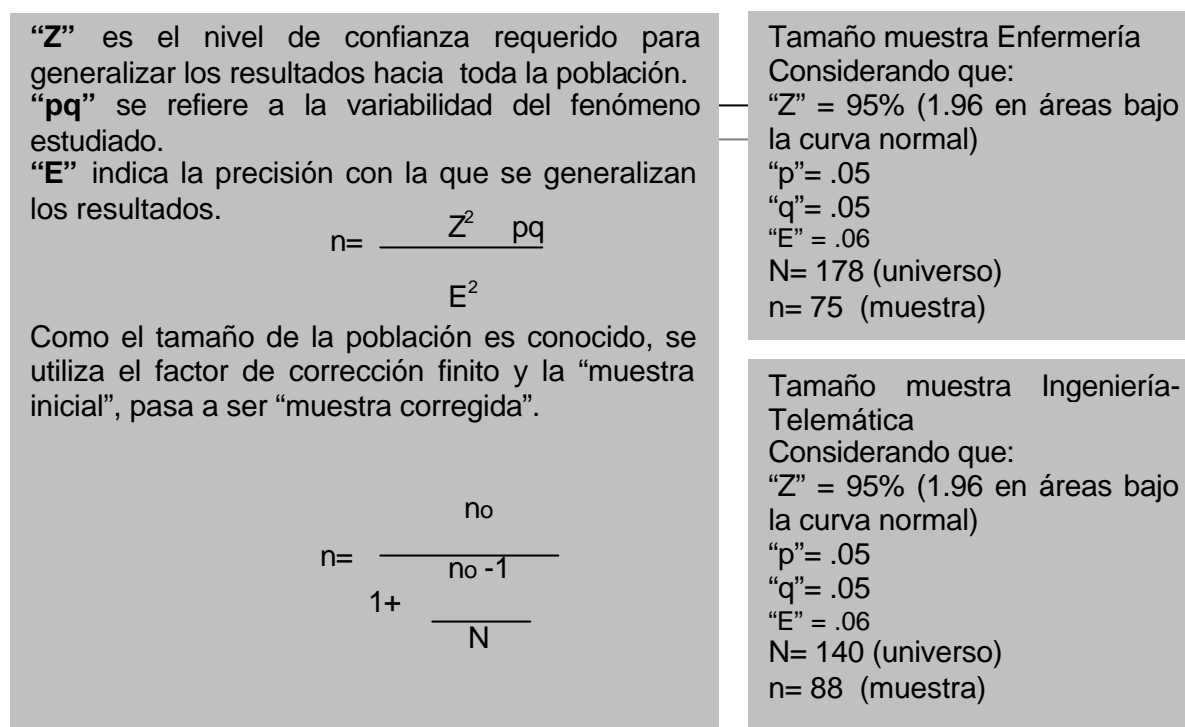 “Z” es el nivel de confianza requerido para
generalizar los resultados hacia toda la población.
“pq” se refiere a la variabilidad del fenómeno
estudiado.
“E” indica la precisión con la que se generalizan
los resultados.
Z² pq
n=
E²
Como el tamaño de la población es conocido, se
utiliza el factor de corrección finito y la “muestra
inicial”, pasa a ser “muestra corregida”.
no
n=
no -1
1+
N
Tamaño muestra Enfermería
Considerando que:
“Z” = 95% (1.96 en áreas bajo
la curva normal)
“p”= .05
“q”= .05
“E” = .06
N= 178 (universo)
n= 75 (muestra)
Tamaño muestra Ingeniería-
Telemática
Considerando que:
“Z” = 95% (1.96 en áreas bajo
la curva normal)
“p”= .05
“q”= .05
“E” = .06
N= 140 (universo)
n= 88 (muestra)